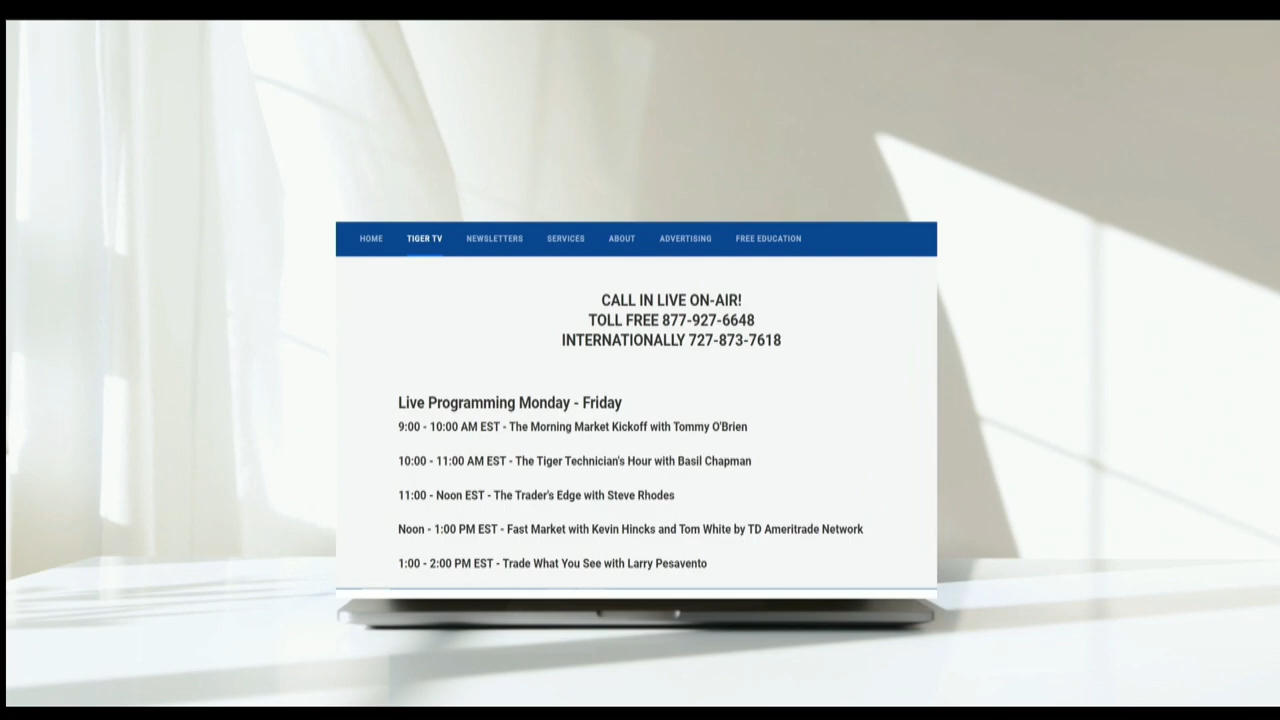 HOME TIGER TV NEWSLETTERS SERVICES ABOUT ADVERTISING FREE EDUCATION
CALL IN LIVE ON-AIR!
TOLL FREE 877-927-6648
INTERNATIONALLY 727-873-7618
Live Programming Monday - Friday
9:00 - 10:00 AM EST - The Morning Market Kickoff with Tommy O'Brien
10:00 - 11:00 AM EST - The Tiger Technician's Hour with Basil Chapman
11:00 - Noon EST - The Trader's Edge with Steve Rhodes
Noon - 1:00 PM EST - Fast Market with Kevin Hincks and Tom White by TD Ameritrade Network
1:00 - 2:00 PM EST - Trade What You See with Larry Pesavento